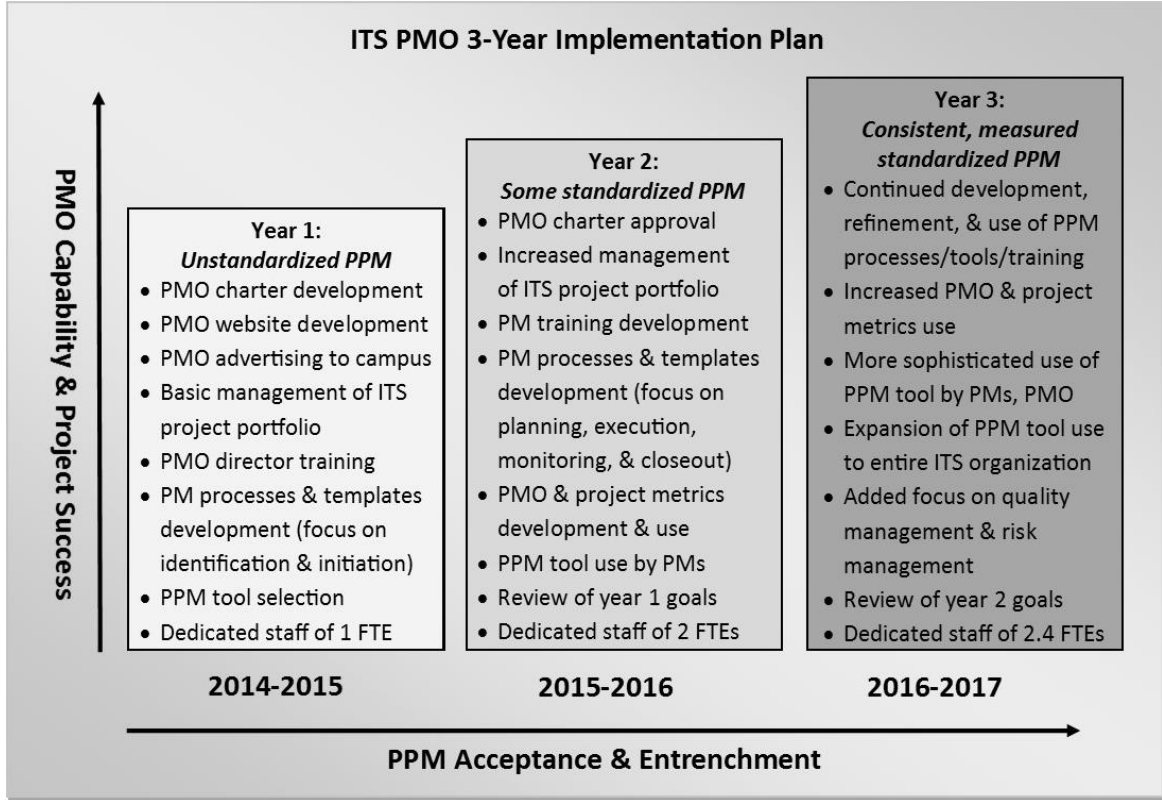 ITS PMO 3-Year Implementation Plan
PMO Capability & Project Success
Year 1:
Unstandardized PPM
• PMO charter development
• PMO website development
• PMO advertising to campus
• Basic management of ITS
project portfolio
• PMO director training
• PM processes & templates
development (focus on
identification & initiation)
• PPM tool selection
• Dedicated staff of 1 FTE
Year 2:
Some standardized PPM
• PMO charter approval
• Increased management
of ITS project portfolio
• PM training development
• PM processes & templates
development (focus on
planning, execution,
monitoring, & closeout)
• PMO & project metrics
development & use
• PPM tool use by PMs
• Review of year 1 goals
• Dedicated staff of 2 FTEs
Year 3:
Consistent, measured
standardized PPM
• Continued development,
refinement, & use of PPM
processes/tools/training
• Increased PMO & project
metrics use
• More sophisticated use of
PPM tool by PMs, PMO
• Expansion of PPM tool use
to entire ITS organization
• Added focus on quality
management & risk
management
• Review of year 2 goals
• Dedicated staff of 2.4 FTEs
2014-2015
2015-2016
2016-2017
PPM Acceptance & Entrenchment